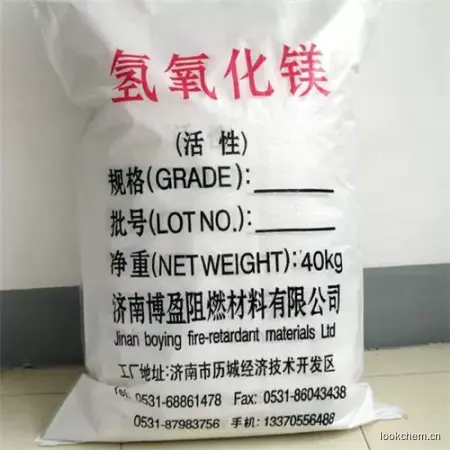 氢氧化镁
(活性)
规格(GRADE):
批号(LOT NO.):
净重(NET WEIGHT):40kg
济南博盈阻燃材料有限公司
Jinan boying fire-retardant materials Ltd
工厂地址:济南市历城经济技术开发区
Tel: 0531-68861478 Fax: 0531-86043438
0531-87983756 手机: 13370556488
lookchem.cn